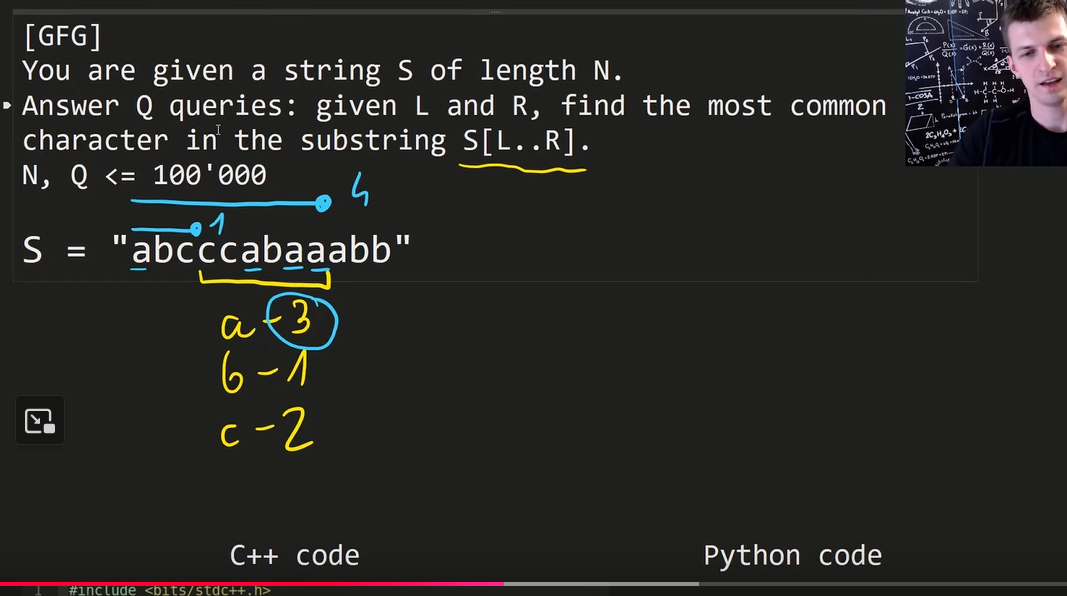 [GFG]
You are given a string S of length N.
Answer Q queries: given L and R, find the most common
character in the substring S[L..R].
N, Q <= 100'000
4
1
S = "abcccabaaabb"
a - 3
b - 1
c - 2
C++ code
Python code
1 #include <bits/stdc++.h>